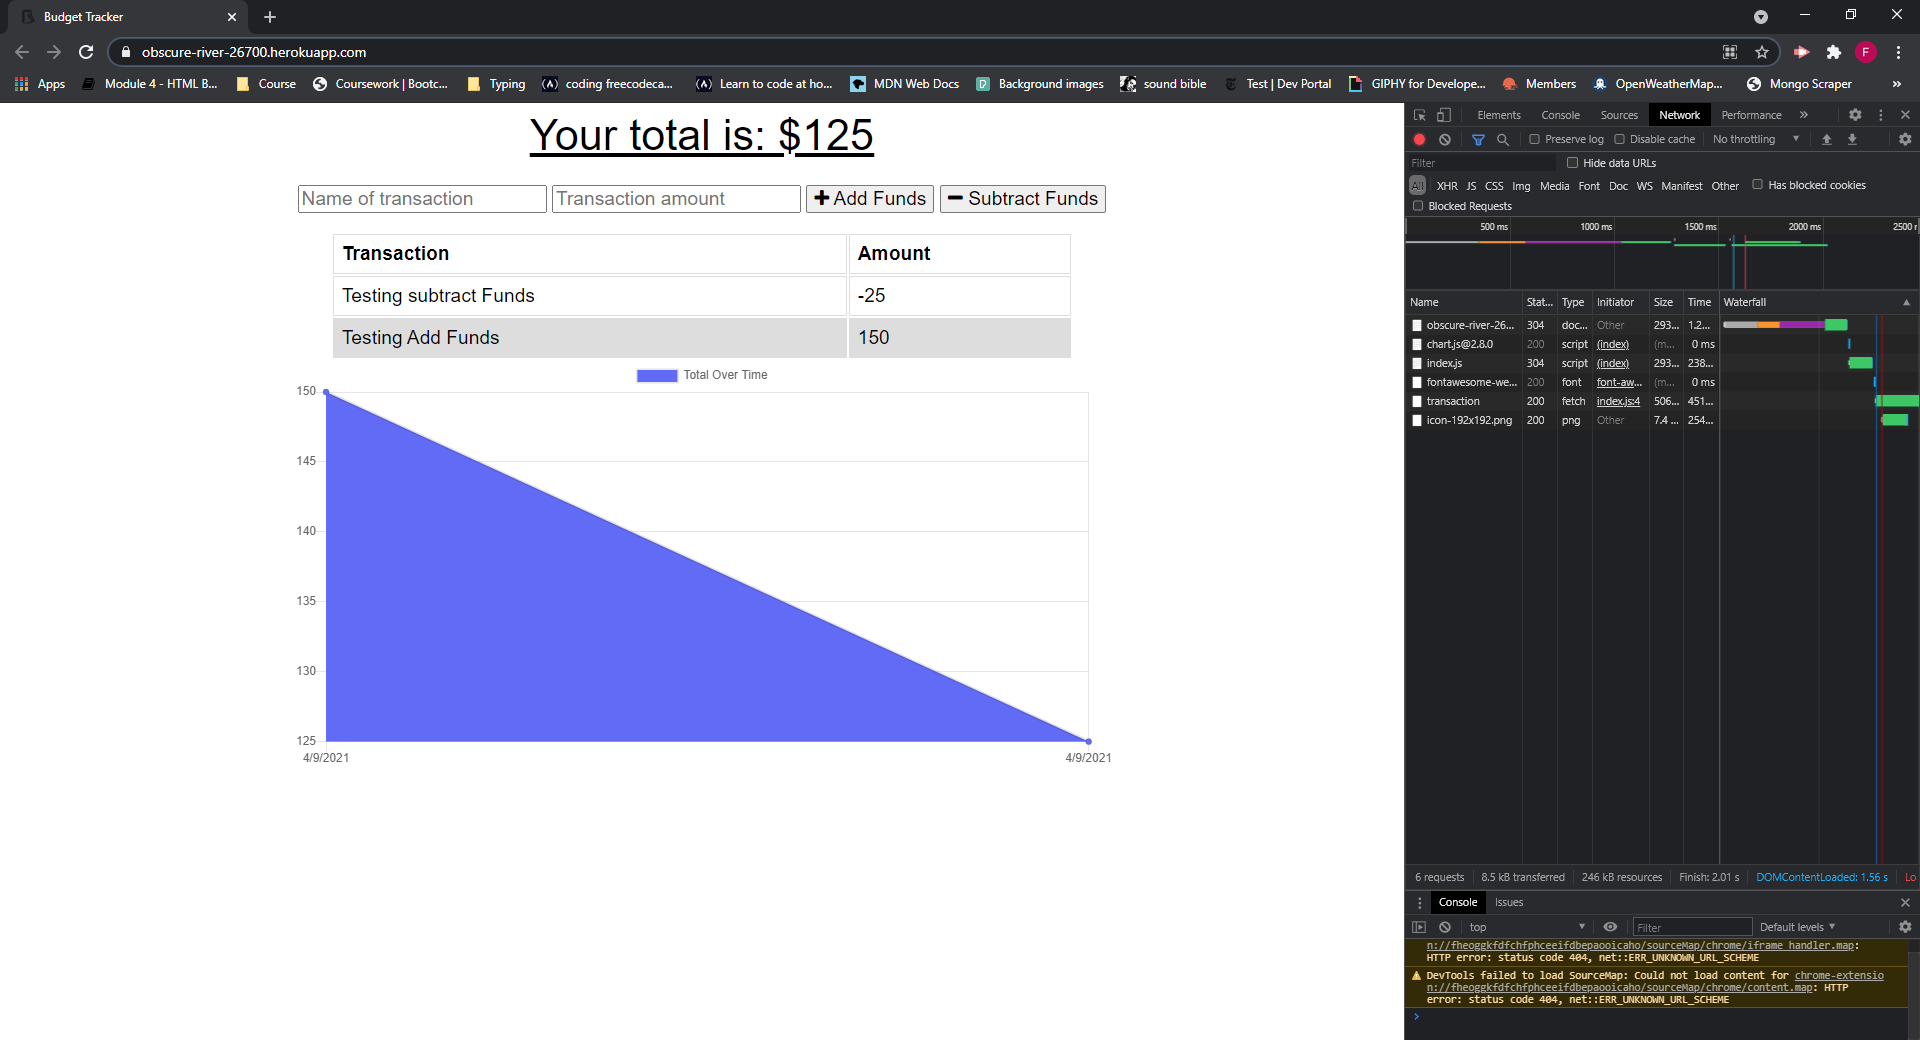 Budget Tracker
obscure-river-26700.herokuapp.com
F
Apps
Module 4 - HTML B...
Course
Coursework | Bootc...
Typing
coding freecodeca...
Learn to code at ho...
MDN Web Docs
Background images
sound bible
Test | Dev Portal
GIPHY for Develope...
Members
OpenWeatherMap...
Mongo Scraper
»
Your total is: $125
Name of transaction
Transaction amount
Add Funds
Subtract Funds
Transaction Amount
Testing subtract Funds -25
Testing Add Funds 150
Total Over Time
150
145
140
135
130
125
4/9/2021 4/9/2021
Elements Console Sources Network Performance »
Preserve log Disable cache No throttling
Filter Hide data URLs
All XHR JS CSS Img Media Font Doc WS Manifest Other Has blocked cookies
Blocked Requests
500 ms 1000 ms 1500 ms 2000 ms 2500 r
Name Stat... Type Initiator Size Time Waterfall
obscure-river-26... 304 doc... Other 293... 1.2...
chart.js@2.8.0 200 script (index) (m... 0 ms
index.js 304 script (index) 293... 238...
fontawesome-we... 200 font font-aw... (m... 0 ms
transaction 200 fetch index.js:4 506... 451...
icon-192x192.png 200 png Other 7.4 ... 254...
6 requests 8.5 kB transferred 246 kB resources Finish: 2.01 s DOMContentLoaded: 1.56 s Lo
Console Issues
top Filter Default levels
n://fheoggkfdfchfphceeifdbepaooicaho/sourceMap/chrome/iframe_handler.map:
HTTP error: status code 404, net::ERR_UNKNOWN_URL_SCHEME
DevTools failed to load SourceMap: Could not load content for chrome-extensio
n://fheoggkfdfchfphceeifdbepaooicaho/sourceMap/chrome/content.map: HTTP
error: status code 404, net::ERR_UNKNOWN_URL_SCHEME